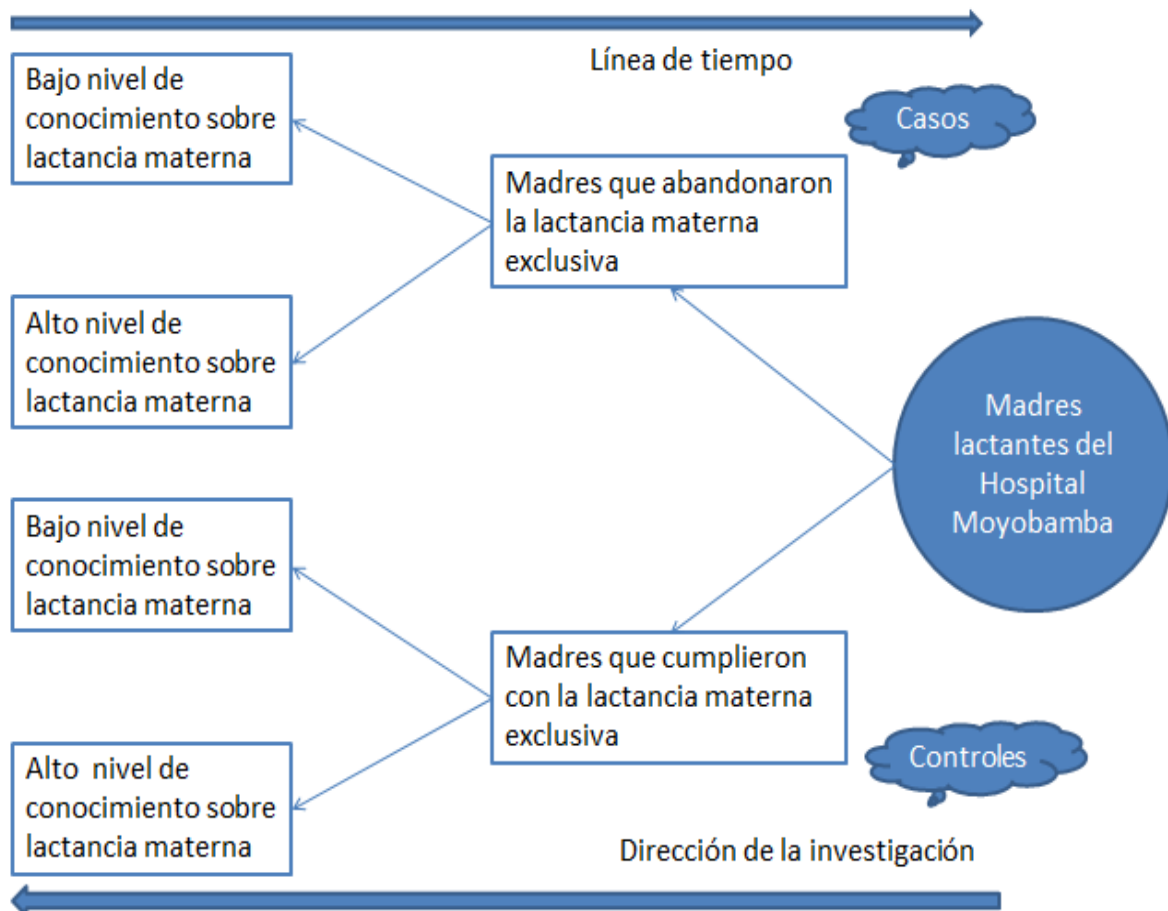 Línea de tiempo
Bajo nivel de
conocimiento sobre
lactancia materna
Casos
Madres que abandonaron
la lactancia materna
exclusiva
Alto nivel de
conocimiento sobre
lactancia materna
Madres
lactantes del
Hospital
Moyobamba
Bajo nivel de
conocimiento sobre
lactancia materna
Madres que cumplieron
con la lactancia materna
exclusiva
Controles
Alto nivel de
conocimiento sobre
lactancia materna
Dirección de la investigación